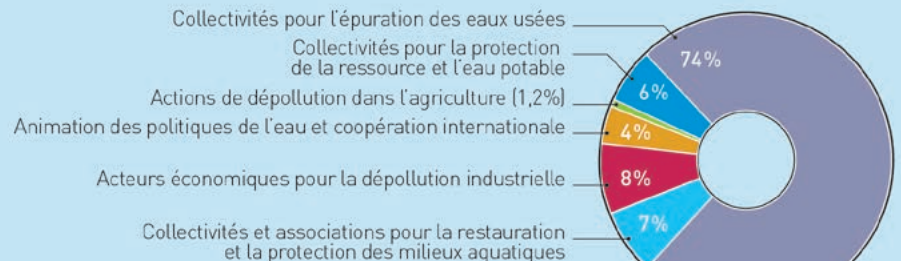 Collectivités pour l'épuration des eaux usées
74%
Collectivités pour la protection
de la ressource et l'eau potable
6%
Actions de dépollution dans l'agriculture (1,2%)
Animation des politiques de l'eau et coopération internationale
4%
Acteurs économiques pour la dépollution industrielle
8%
Collectivités et associations pour la restauration
et la protection des milieux aquatiques
7%